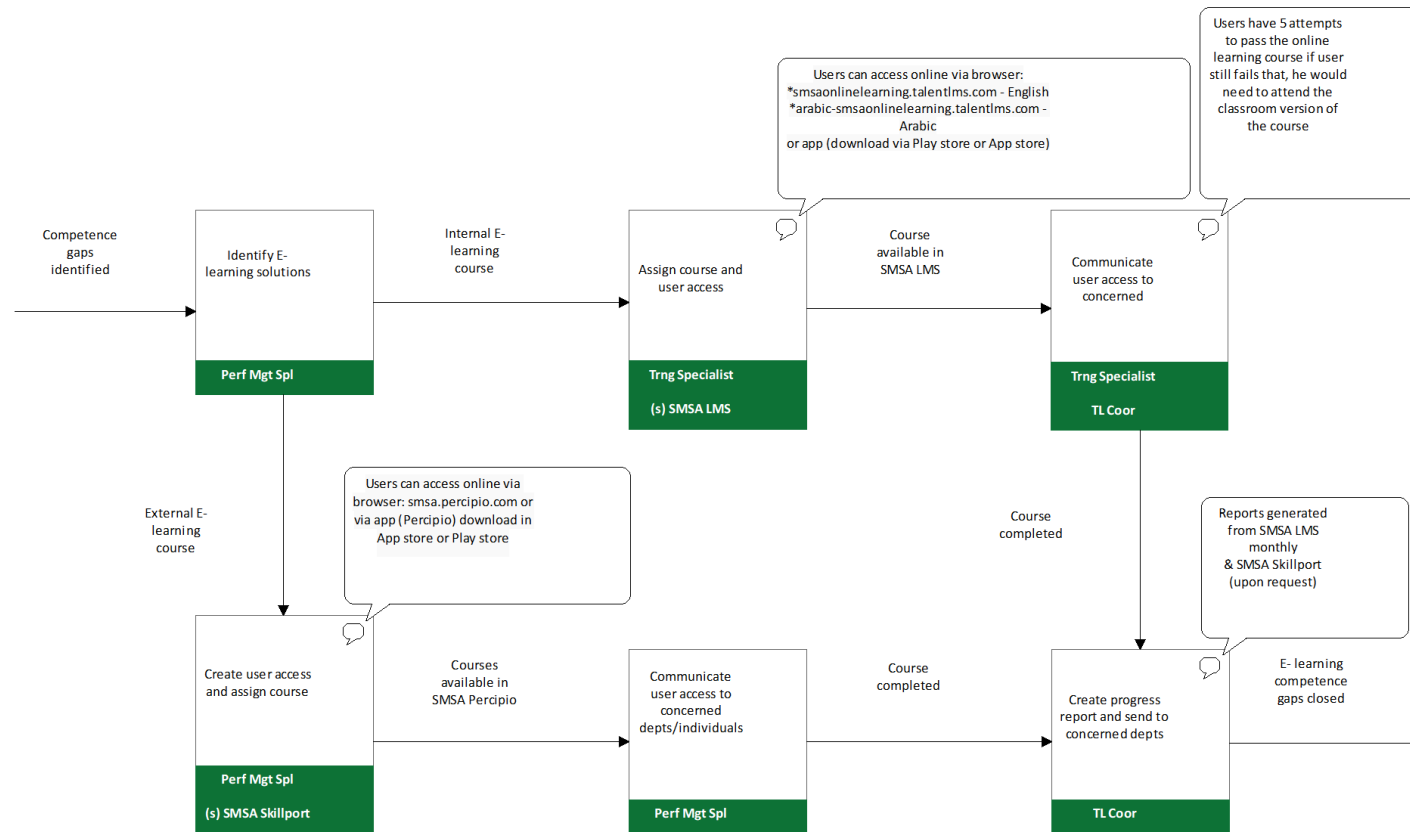 Users have 5 attempts
to pass the online
learning course if user
still fails that, he would
need to attend the
classroom version of
the course
Users can access online via browser:
*smsaonlinelearning.talentlms.com - English
*arabic-smsaonlinelearning.talentlms.com -
Arabic
or app (download via Play store or App store)
Competence
gaps
identified
Identify E-
learning solutions
Perf Mgt Spl
Internal E-
learning
course
Assign course and
user access
Trng Specialist
(s) SMSA LMS
Course
available in
SMSA LMS
Communicate
user access to
concerned
Trng Specialist
TL Coor
External E-
learning
course
Users can access online via
browser: smsa.percipio.com or
via app (Percipio) download in
App store or Play store
Course
completed
Reports generated
from SMSA LMS
monthly
& SMSA Skillport
(upon request)
Create user access
and assign course
Perf Mgt Spl
(s) SMSA Skillport
Courses
available in
SMSA Percipio
Communicate
user access to
concerned
depts/individuals
Perf Mgt Spl
Course
completed
Create progress
report and send to
concerned depts
TL Coor
E- learning
competence
gaps closed